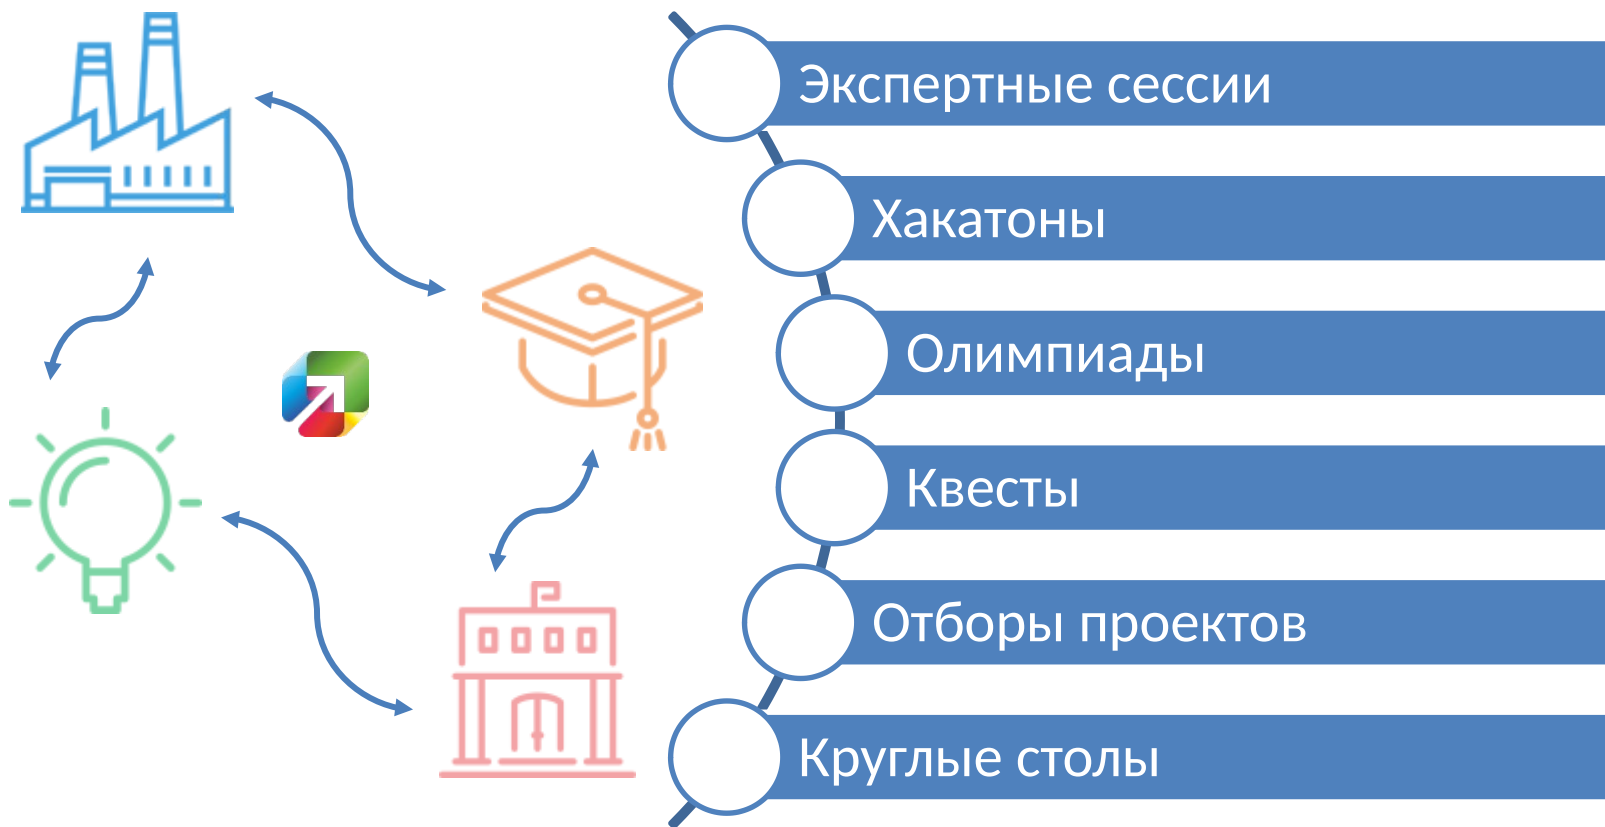 Экспертные сессии
Хакатоны
Олимпиады
Квесты
Отборы проектов
Круглые столы